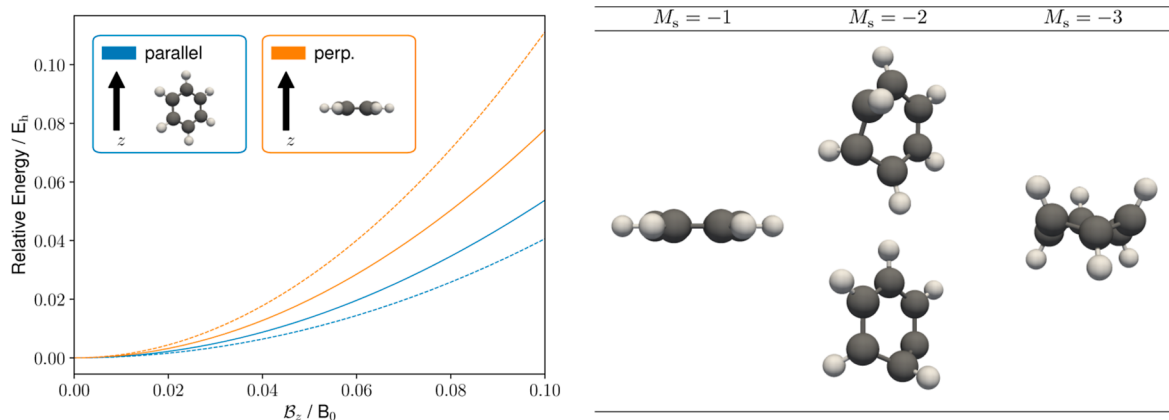 parallel
perp.
z
z
0.10
0.08
0.06
0.04
0.02
0.00
Relative Energy / Eₕ
0.00 0.02 0.04 0.06 0.08 0.10
ℬ_z / B₀
Mₛ = −1 Mₛ = −2 Mₛ = −3